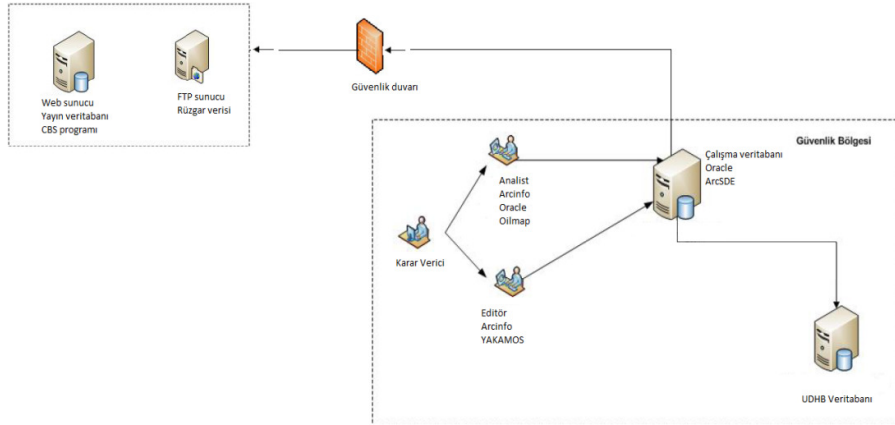 Web sunucu
Yayın veritabanı
CBS programı
FTP sunucu
Rüzgar verisi
Güvenlik duvarı
Güvenlik Bölgesi
Çalışma veritabanı
Oracle
ArcSDE
Analist
Arcinfo
Oracle
Oilmap
Karar Verici
Editör
Arcinfo
YAKAMOS
UDHB Veritabanı